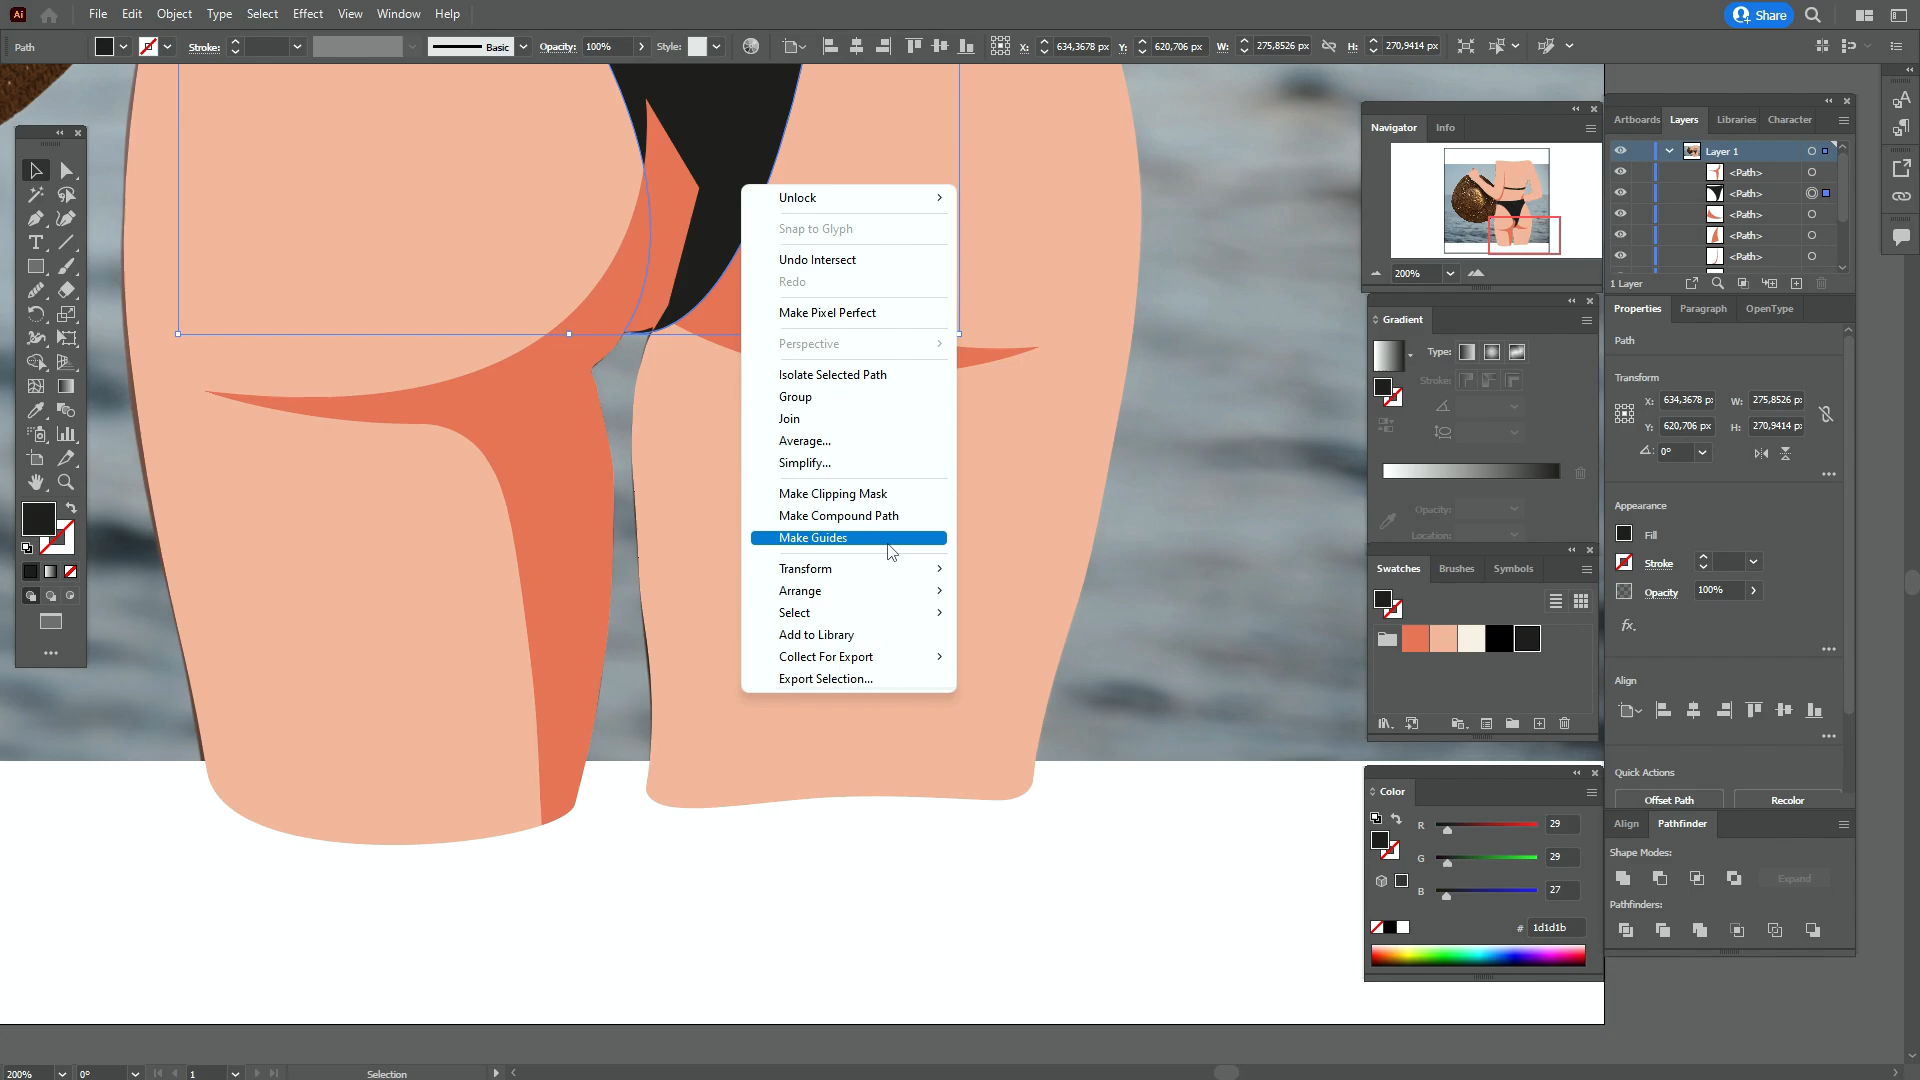 Ai
File Edit Object Type Select Effect View Window Help
Share
Path
Stroke:
Basic
Opacity: 100%
Style:
X: 634,3678 px
Y: 620,706 px
W: 275,8526 px
H: 270,9414 px
Unlock
Snap to Glyph
Undo Intersect
Redo
Make Pixel Perfect
Perspective
Isolate Selected Path
Group
Join
Average...
Simplify...
Make Clipping Mask
Make Compound Path
Make Guides
Transform
Arrange
Select
Add to Library
Collect For Export
Export Selection...
Navigator Info
200%
Gradient
Type:
Stroke:
Opacity:
Location:
Swatches Brushes Symbols
Color
R 29
G 29
B 27
# 1d1d1b
Artboards Layers Libraries Character
Layer 1
<Path>
<Path>
<Path>
<Path>
<Path>
1 Layer
Properties Paragraph OpenType
Path
Transform
X: 634,3678 p W: 275,8526 p
Y: 620,706 px H: 270,9414 p
0°
Appearance
Fill
Stroke
Opacity 100%
fx.
Align
Quick Actions
Offset Path Recolor
Align Pathfinder
Shape Modes:
Expand
Pathfinders:
200% 0° 1 Selection